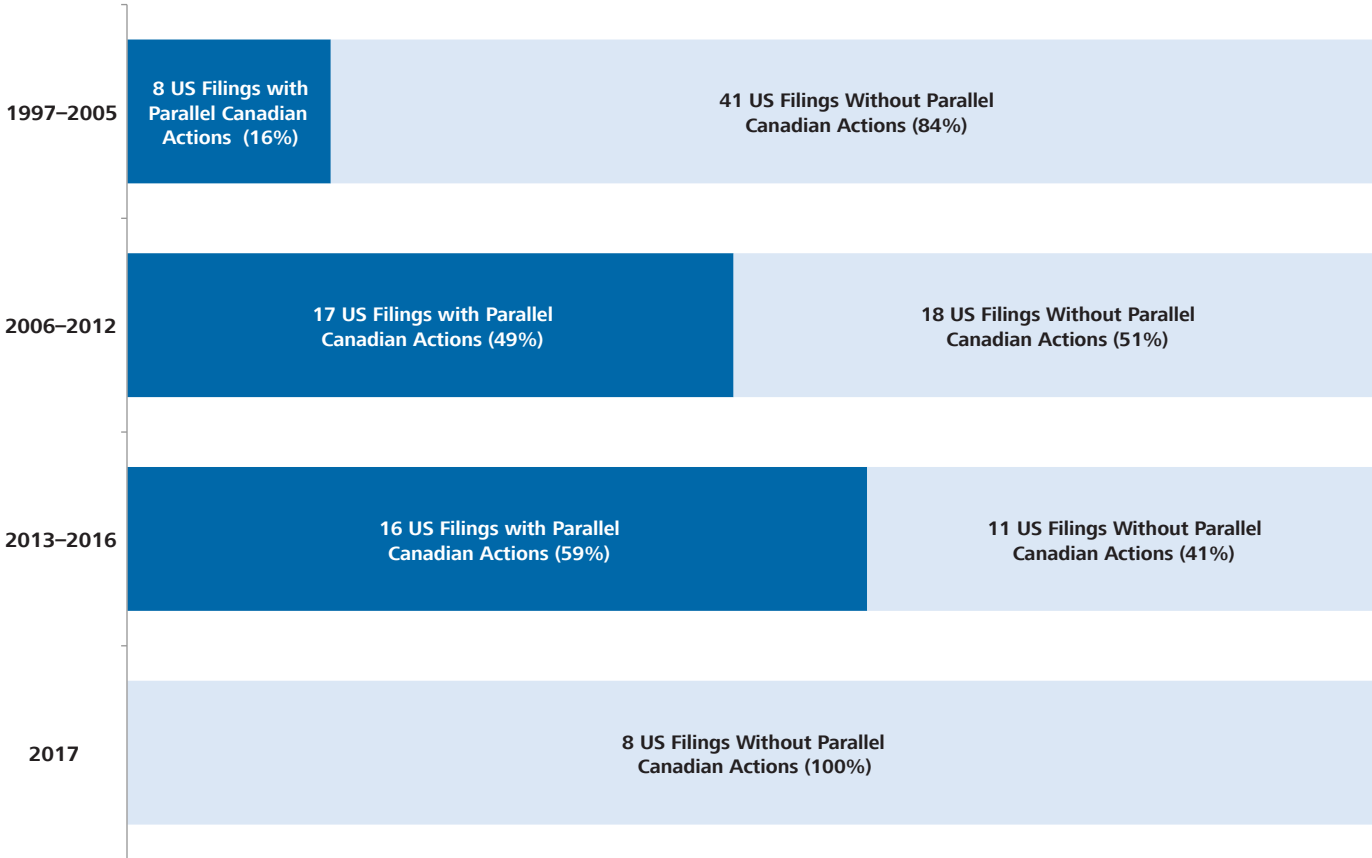 1997–2005
8 US Filings with
Parallel Canadian
Actions (16%)
41 US Filings Without Parallel
Canadian Actions (84%)
2006–2012
17 US Filings with Parallel
Canadian Actions (49%)
18 US Filings Without Parallel
Canadian Actions (51%)
2013–2016
16 US Filings with Parallel
Canadian Actions (59%)
11 US Filings Without Parallel
Canadian Actions (41%)
2017
8 US Filings Without Parallel
Canadian Actions (100%)